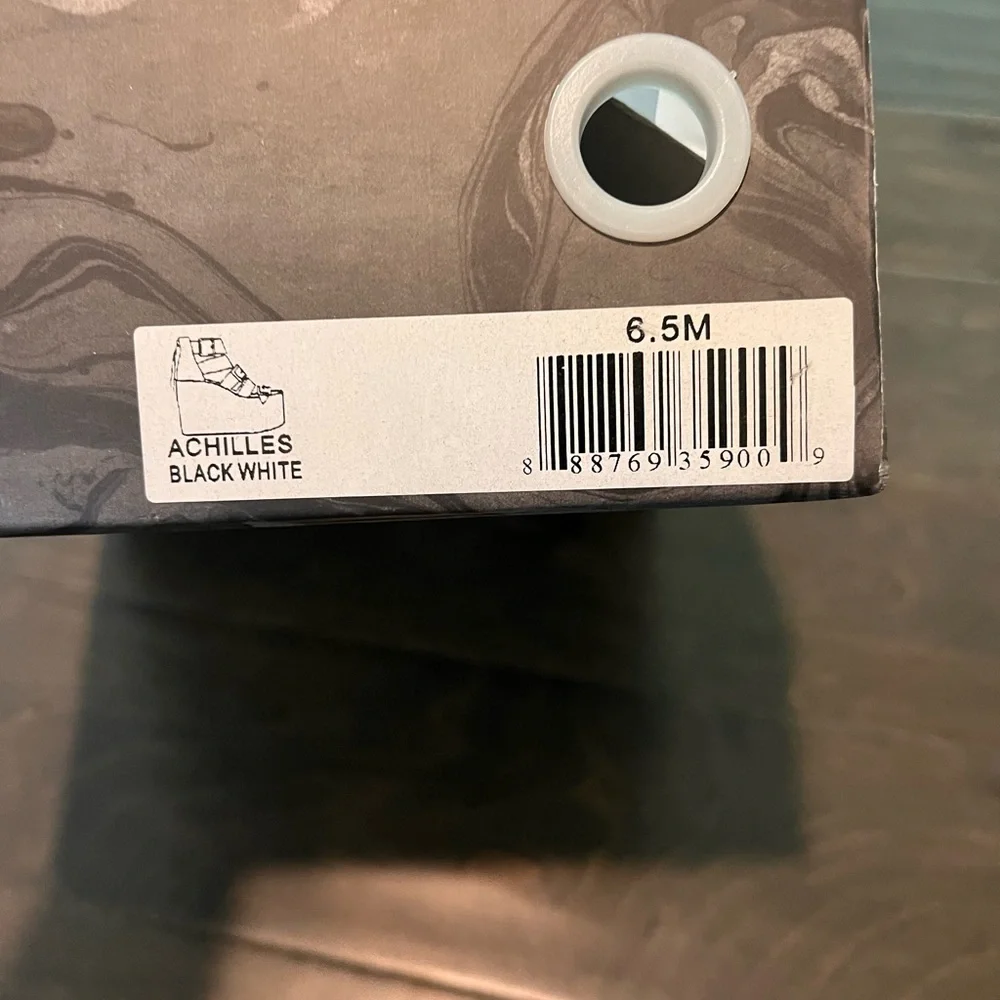 6.5M
ACHILLES
BLACK WHITE
8 88769 35900 9